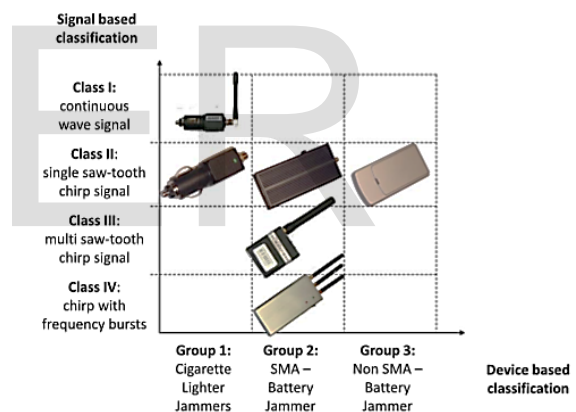 Signal based
classification
Class I:
continuous
wave signal
Class II:
single saw-tooth
chirp signal
Class III:
multi saw-tooth
chirp signal
Class IV:
chirp with
frequency bursts
Group 1:
Cigarette
Lighter
Jammers
Group 2:
SMA –
Battery
Jammer
Group 3:
Non SMA –
Battery
Jammer
Device based
classification
ER